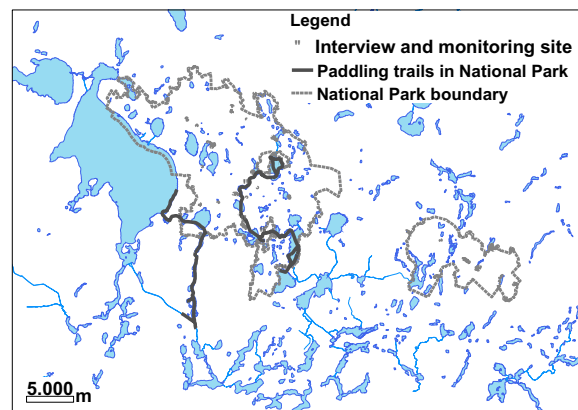 Legend
" Interview and monitoring site
Paddling trails in National Park
National Park boundary
5.000 m